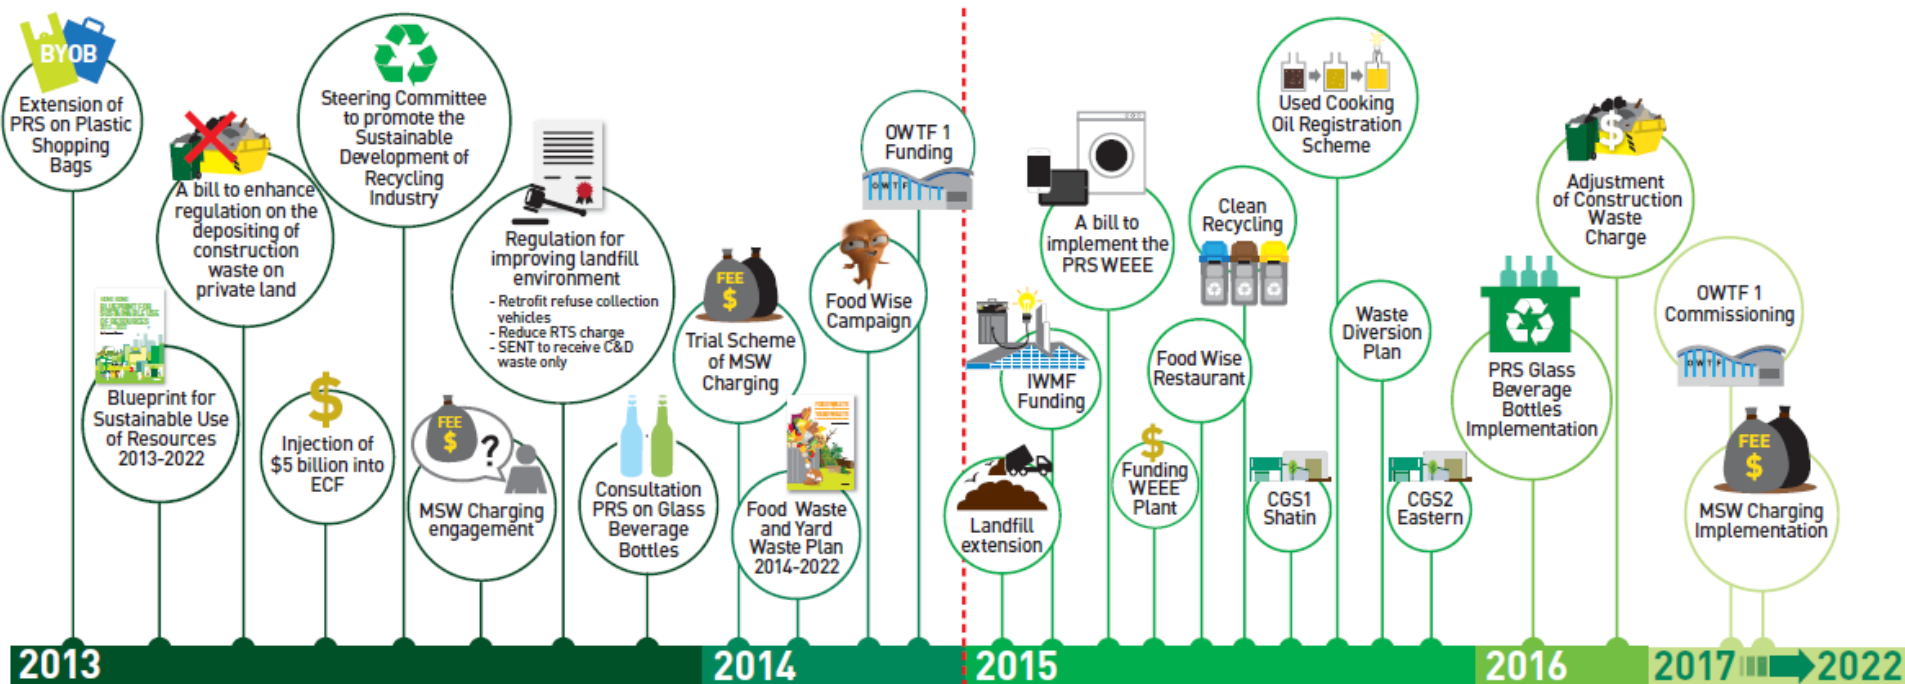 BYOB
Extension of
PRS on Plastic
Shopping
Bags
Blueprint for
Sustainable Use
of Resources
2013-2022
A bill to enhance
regulation on the
depositing of
construction
waste on
private land
$
Injection of
$5 billion into
ECF
Steering Committee
to promote the
Sustainable
Development of
Recycling
Industry
FEE
$
?
MSW Charging
engagement
Regulation for
improving landfill
environment
- Retrofit refuse collection
vehicles
- Reduce RTS charge
- SENT to receive C&D
waste only
Consultation
PRS on Glass
Beverage
Bottles
FEE
$
Trial Scheme
of MSW
Charging
Food Waste
and Yard
Waste Plan
2014-2022
Food Wise
Campaign
OWTF 1
Funding
OWTF
Landfill
extension
IWMF
Funding
A bill to
implement the
PRS WEEE
$
Funding
WEEE
Plant
Food Wise
Restaurant
Clean
Recycling
CGS1
Shatin
Used Cooking
Oil Registration
Scheme
Waste
Diversion
Plan
CGS2
Eastern
PRS Glass
Beverage
Bottles
Implementation
$
Adjustment
of Construction
Waste
Charge
OWTF 1
Commissioning
OWTF
FEE
$
MSW Charging
Implementation
2013
2014
2015
2016
2017
2022